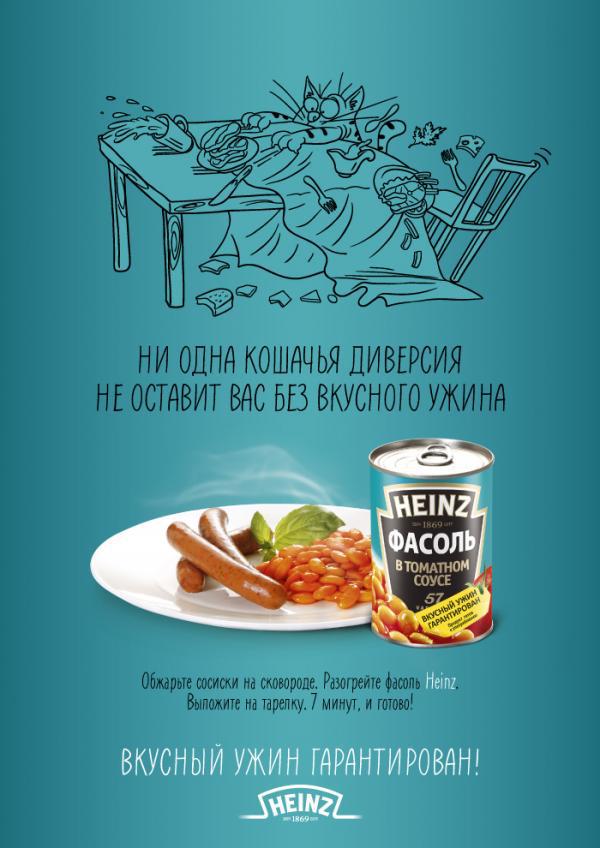 НИ ОДНА КОШАЧЬЯ ДИВЕРСИЯ
НЕ ОСТАВИТ ВАС БЕЗ ВКУСНОГО УЖИНА
HEINZ
1869
ФАСОЛЬ
В ТОМАТНОМ
СОУСЕ
57
ВКУСНЫЙ УЖИН
ГАРАНТИРОВАН
Обжарьте сосиски на сковороде. Разогрейте фасоль Heinz.
Выложите на тарелку. 7 минут, и готово!
ВКУСНЫЙ УЖИН ГАРАНТИРОВАН!
HEINZ
ESTD 1869